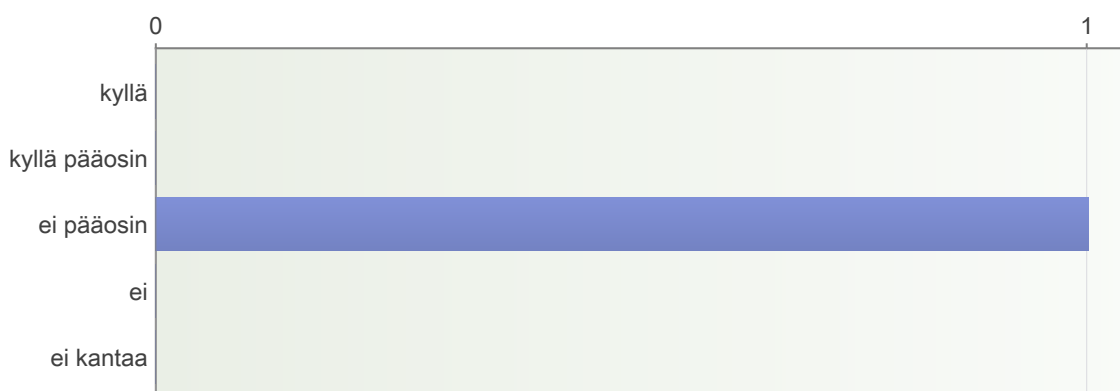 0 1
kyllä
kyllä pääosin
ei pääosin
ei
ei kantaa